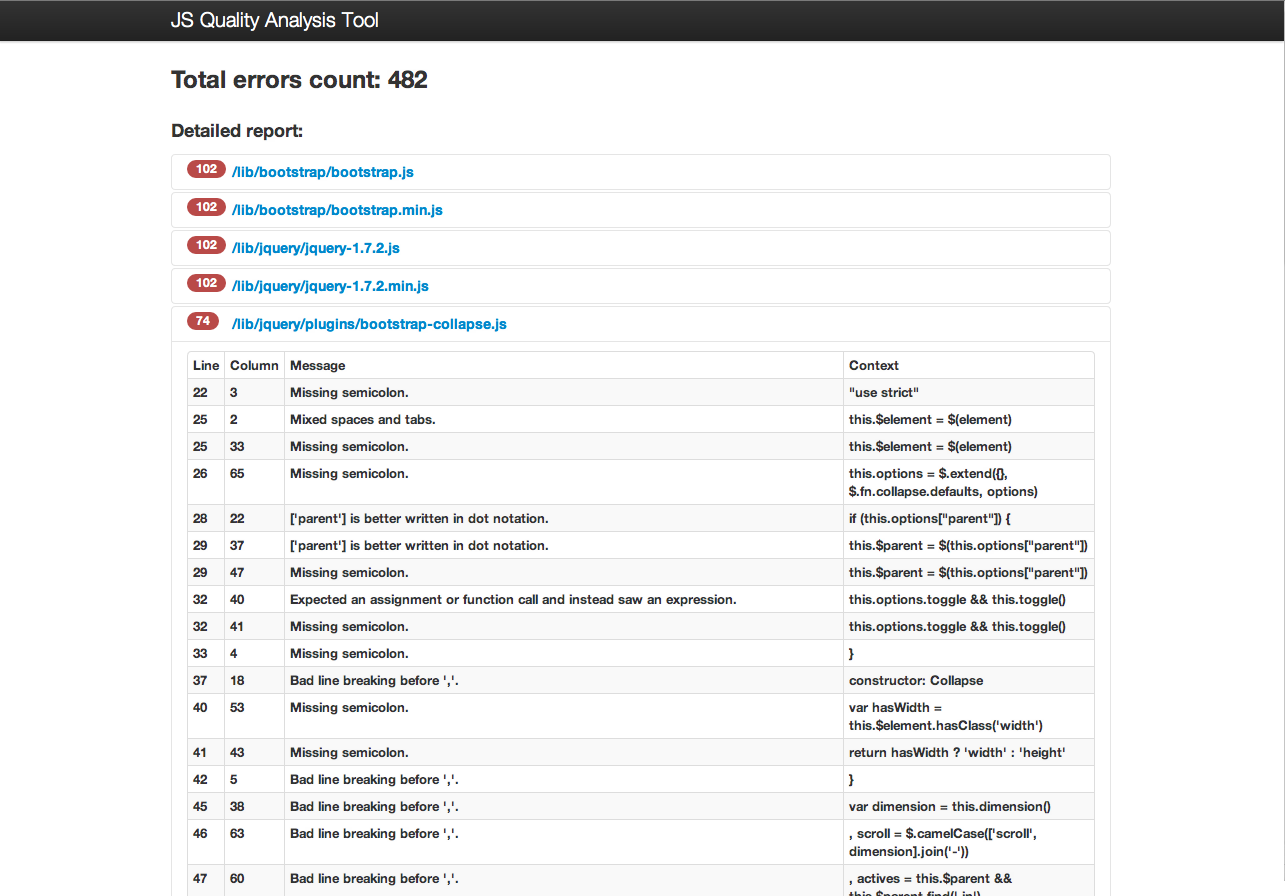 JS Quality Analysis Tool
Total errors count: 482
Detailed report:
102 /lib/bootstrap/bootstrap.js
102 /lib/bootstrap/bootstrap.min.js
102 /lib/jquery/jquery-1.7.2.js
102 /lib/jquery/jquery-1.7.2.min.js
74 /lib/jquery/plugins/bootstrap-collapse.js
Line Column Message Context
22 3 Missing semicolon. "use strict"
25 2 Mixed spaces and tabs. this.$element = $(element)
25 33 Missing semicolon. this.$element = $(element)
26 65 Missing semicolon. this.options = $.extend({},
$.fn.collapse.defaults, options)
28 22 ['parent'] is better written in dot notation. if (this.options["parent"]) {
29 37 ['parent'] is better written in dot notation. this.$parent = $(this.options["parent"])
29 47 Missing semicolon. this.$parent = $(this.options["parent"])
32 40 Expected an assignment or function call and instead saw an expression. this.options.toggle && this.toggle()
32 41 Missing semicolon. this.options.toggle && this.toggle()
33 4 Missing semicolon. }
37 18 Bad line breaking before ','. constructor: Collapse
40 53 Missing semicolon. var hasWidth =
this.$element.hasClass('width')
41 43 Missing semicolon. return hasWidth ? 'width' : 'height'
42 5 Bad line breaking before ','. }
45 38 Bad line breaking before ','. var dimension = this.dimension()
46 63 Bad line breaking before ','. , scroll = $.camelCase(['scroll',
dimension].join('-'))
47 60 Bad line breaking before ','. , actives = this.$parent &&